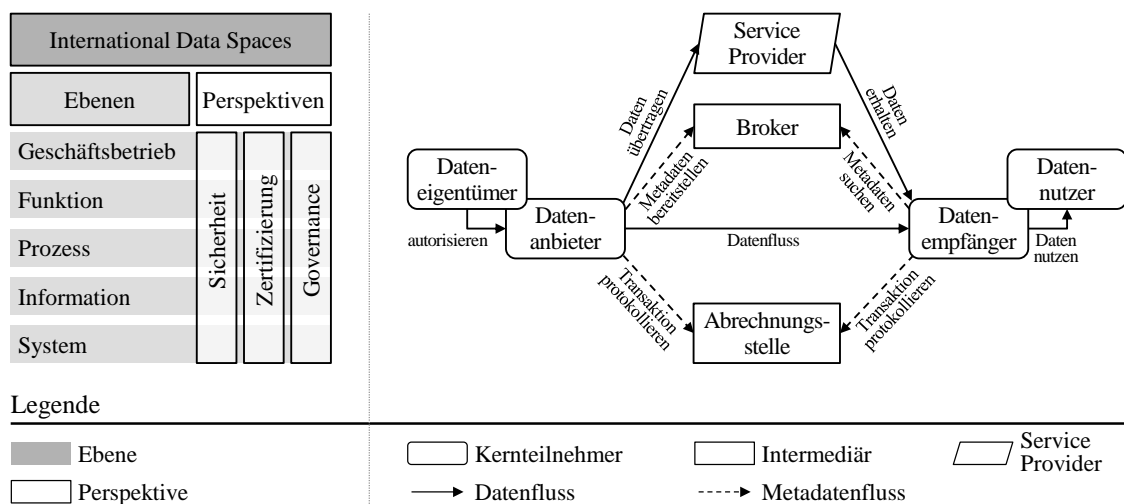 International Data Spaces
Ebenen
Perspektiven
Geschäftsbetrieb
Funktion
Prozess
Information
System
Sicherheit
Zertifizierung
Governance
Service
Provider
Broker
Daten
übertragen
Daten
erhalten
Metadaten
bereitstellen
Metadaten
suchen
Daten-
eigentümer
autorisieren
Daten-
anbieter
Datenfluss
Daten-
empfänger
Daten-
nutzer
Daten
nutzen
Transaktion
protokollieren
Transaktion
protokollieren
Abrechnungs-
stelle
Legende
Ebene
Perspektive
Kernteilnehmer
Intermediär
Service
Provider
Datenfluss
Metadatenfluss